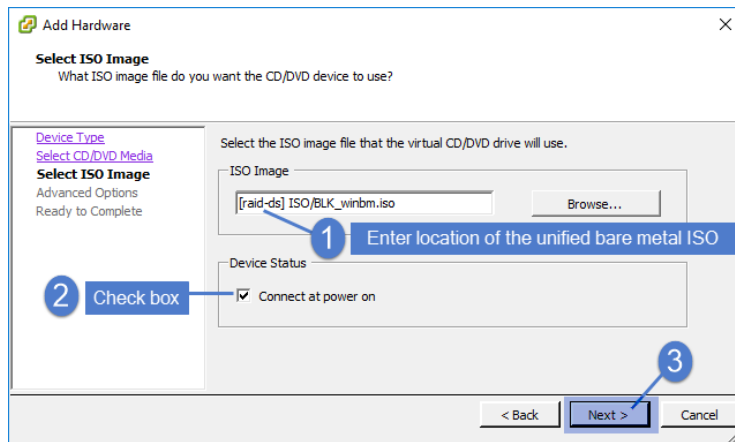 Add Hardware
Select ISO Image
What ISO image file do you want the CD/DVD device to use?
Device Type
Select CD/DVD Media
Select ISO Image
Advanced Options
Ready to Complete
Select the ISO image file that the virtual CD/DVD drive will use.
ISO Image
[raid-ds] ISO/BLK_winbm.iso
Browse...
1 Enter location of the unified bare metal ISO
Device Status
2 Check box
Connect at power on
3
< Back
Next >
Cancel